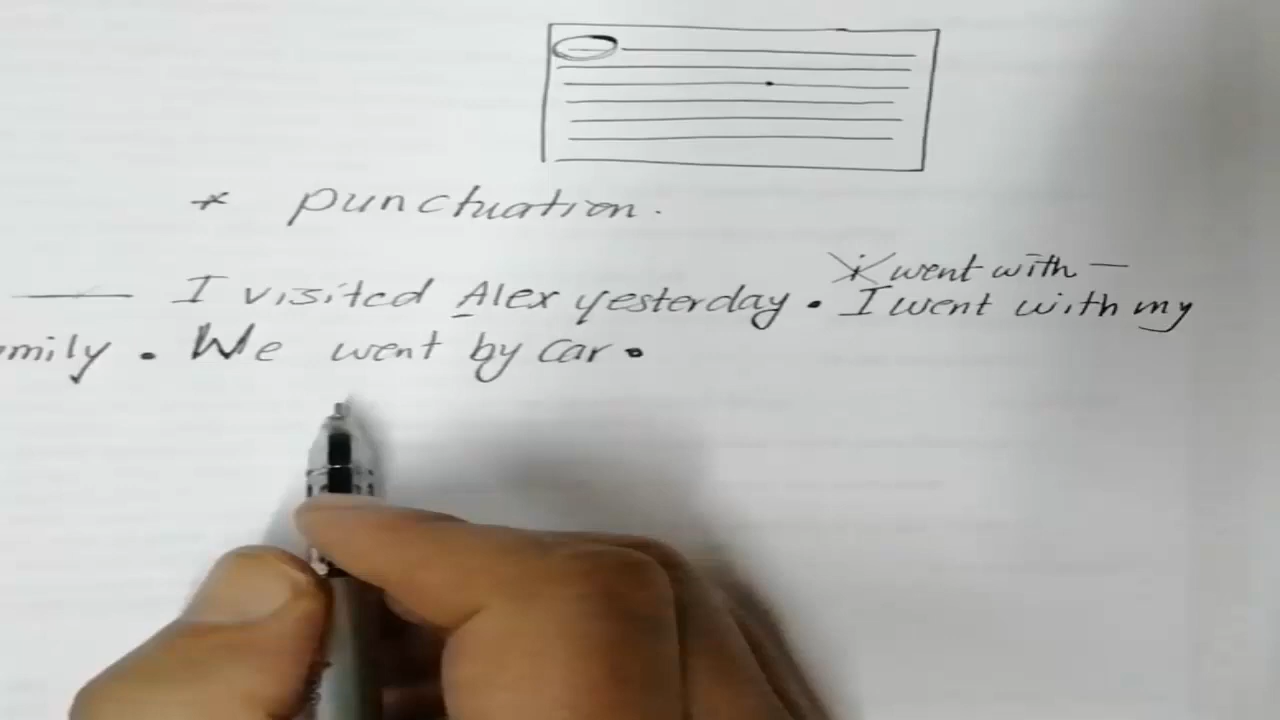 * punctuation.
i went with —
I visited Alex yesterday. I went with my
mily. We went by car.